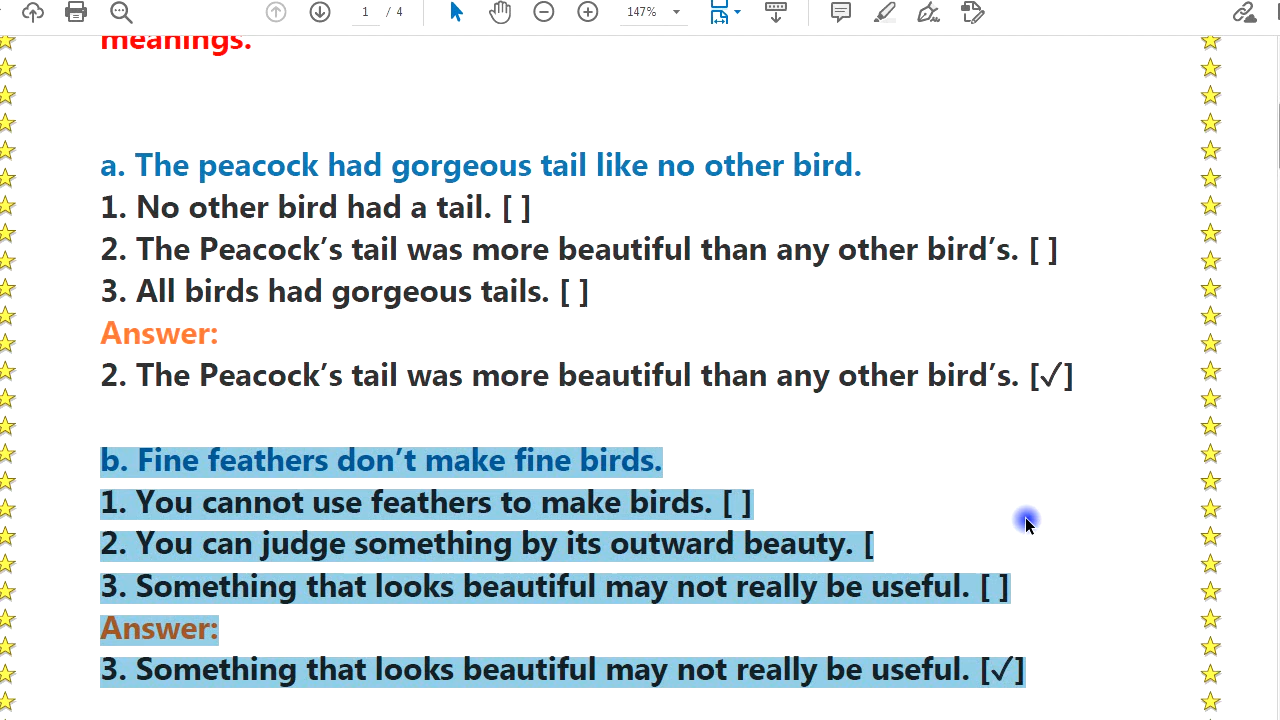 1 / 4 147%
meanings.
a. The peacock had gorgeous tail like no other bird.
1. No other bird had a tail. [ ]
2. The Peacock’s tail was more beautiful than any other bird’s. [ ]
3. All birds had gorgeous tails. [ ]
Answer:
2. The Peacock’s tail was more beautiful than any other bird’s. [✓]
b. Fine feathers don’t make fine birds.
1. You cannot use feathers to make birds. [ ]
2. You can judge something by its outward beauty. [
3. Something that looks beautiful may not really be useful. [ ]
Answer:
3. Something that looks beautiful may not really be useful. [✓]